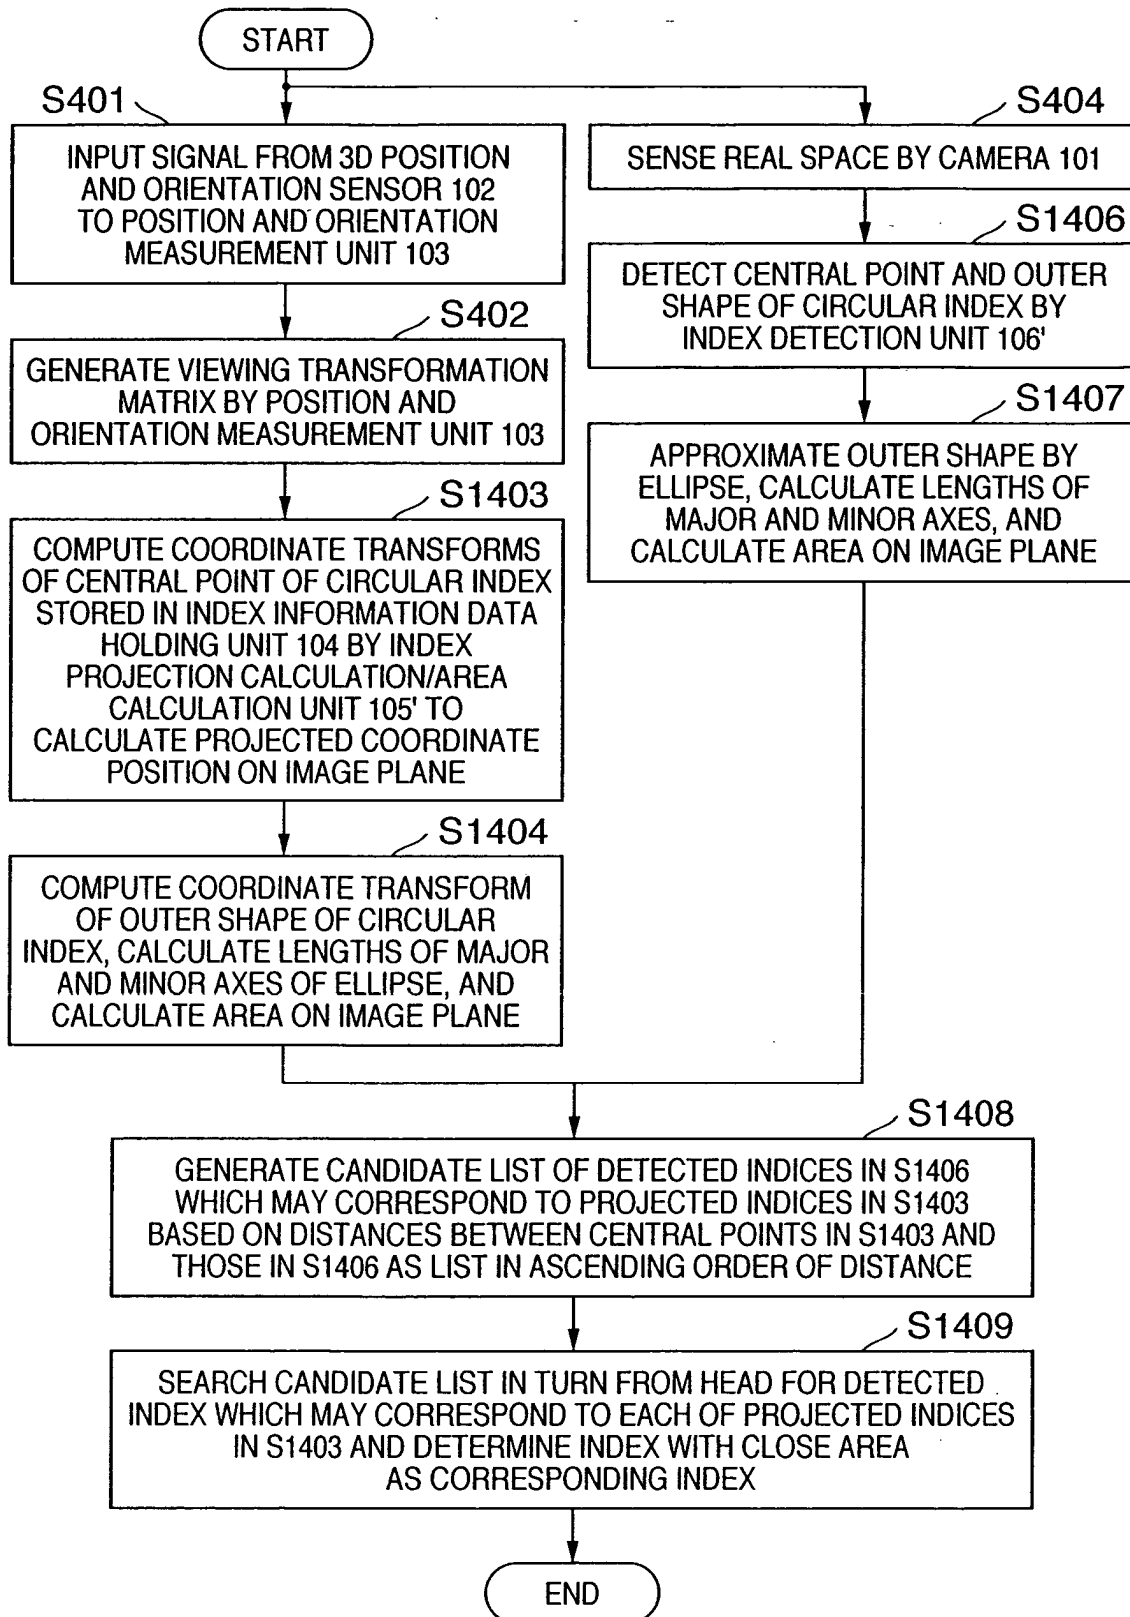 START
S401
INPUT SIGNAL FROM 3D POSITION
AND ORIENTATION SENSOR 102
TO POSITION AND ORIENTATION
MEASUREMENT UNIT 103
S402
GENERATE VIEWING TRANSFORMATION
MATRIX BY POSITION AND
ORIENTATION MEASUREMENT UNIT 103
S1403
COMPUTE COORDINATE TRANSFORMS
OF CENTRAL POINT OF CIRCULAR INDEX
STORED IN INDEX INFORMATION DATA
HOLDING UNIT 104 BY INDEX
PROJECTION CALCULATION/AREA
CALCULATION UNIT 105' TO
CALCULATE PROJECTED COORDINATE
POSITION ON IMAGE PLANE
S1404
COMPUTE COORDINATE TRANSFORM
OF OUTER SHAPE OF CIRCULAR
INDEX, CALCULATE LENGTHS OF MAJOR
AND MINOR AXES OF ELLIPSE, AND
CALCULATE AREA ON IMAGE PLANE
S404
SENSE REAL SPACE BY CAMERA 101
S1406
DETECT CENTRAL POINT AND OUTER
SHAPE OF CIRCULAR INDEX BY
INDEX DETECTION UNIT 106'
S1407
APPROXIMATE OUTER SHAPE BY
ELLIPSE, CALCULATE LENGTHS OF
MAJOR AND MINOR AXES, AND
CALCULATE AREA ON IMAGE PLANE
S1408
GENERATE CANDIDATE LIST OF DETECTED INDICES IN S1406
WHICH MAY CORRESPOND TO PROJECTED INDICES IN S1403
BASED ON DISTANCES BETWEEN CENTRAL POINTS IN S1403 AND
THOSE IN S1406 AS LIST IN ASCENDING ORDER OF DISTANCE
S1409
SEARCH CANDIDATE LIST IN TURN FROM HEAD FOR DETECTED
INDEX WHICH MAY CORRESPOND TO EACH OF PROJECTED INDICES
IN S1403 AND DETERMINE INDEX WITH CLOSE AREA
AS CORRESPONDING INDEX
END